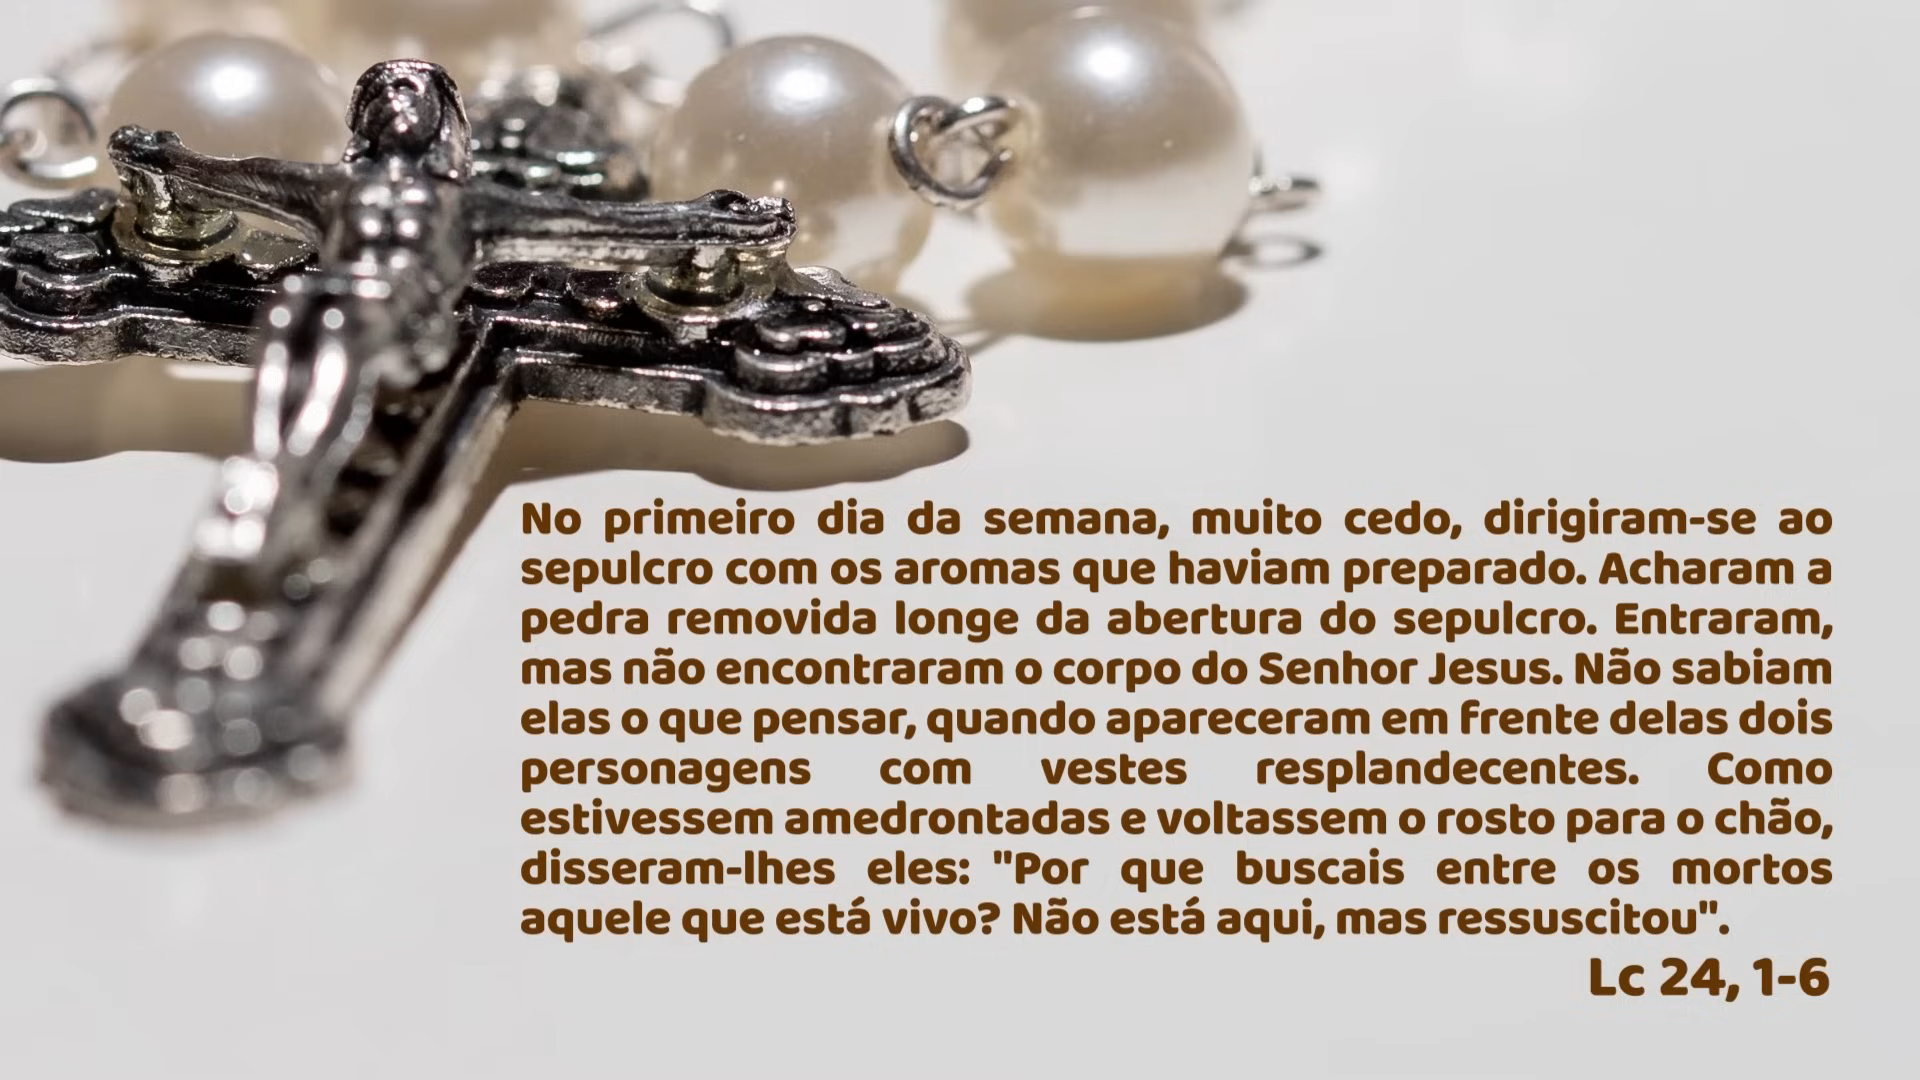 No primeiro dia da semana, muito cedo, dirigiram-se ao
sepulcro com os aromas que haviam preparado. Acharam a
pedra removida longe da abertura do sepulcro. Entraram,
mas não encontraram o corpo do Senhor Jesus. Não sabiam
elas o que pensar, quando apareceram em frente delas dois
personagens com vestes resplandecentes. Como
estivessem amedrontadas e voltassem o rosto para o chão,
disseram-lhes eles: "Por que buscais entre os mortos
aquele que está vivo? Não está aqui, mas ressuscitou".
Lc 24, 1-6